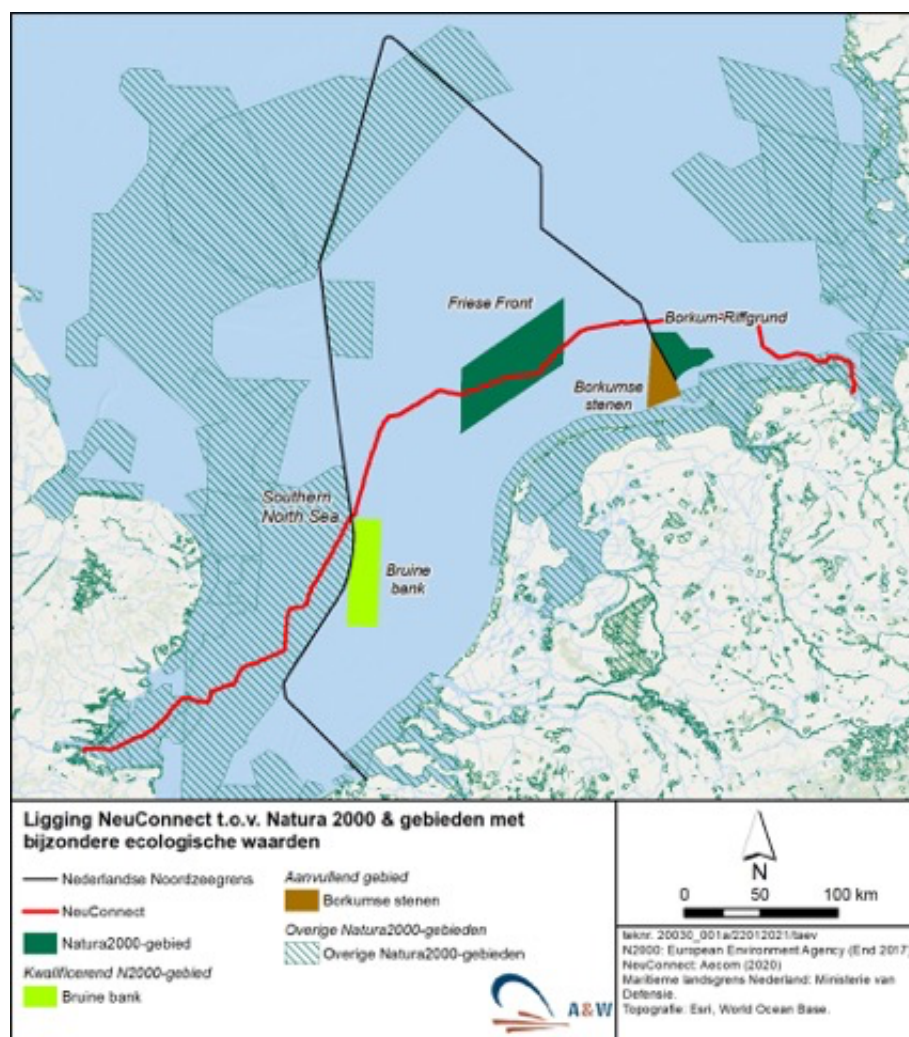 Friese Front
Borkum-Riffgrund
Borkumse
stenen
Southern
North Sea
Bruine
bank
Ligging NeuConnect t.o.v. Natura 2000 & gebieden met
bijzondere ecologische waarden
Nederlandse Noordzeegrens
NeuConnect
Natura2000-gebied
Kwalificerend N2000-gebied
Bruine bank
Aanvullend gebied
Borkumse stenen
Overige Natura2000-gebieden
Overige Natura2000-gebieden
A&W
N
0 50 100 km
teknr. 20030_001a/22012021/taev
N2000: European Environment Agency (End 2017)
NeuConnect: Aecom (2020)
Maritieme landsgrens Nederland: Ministerie van
Defensie.
Topografie: Esri, World Ocean Base.